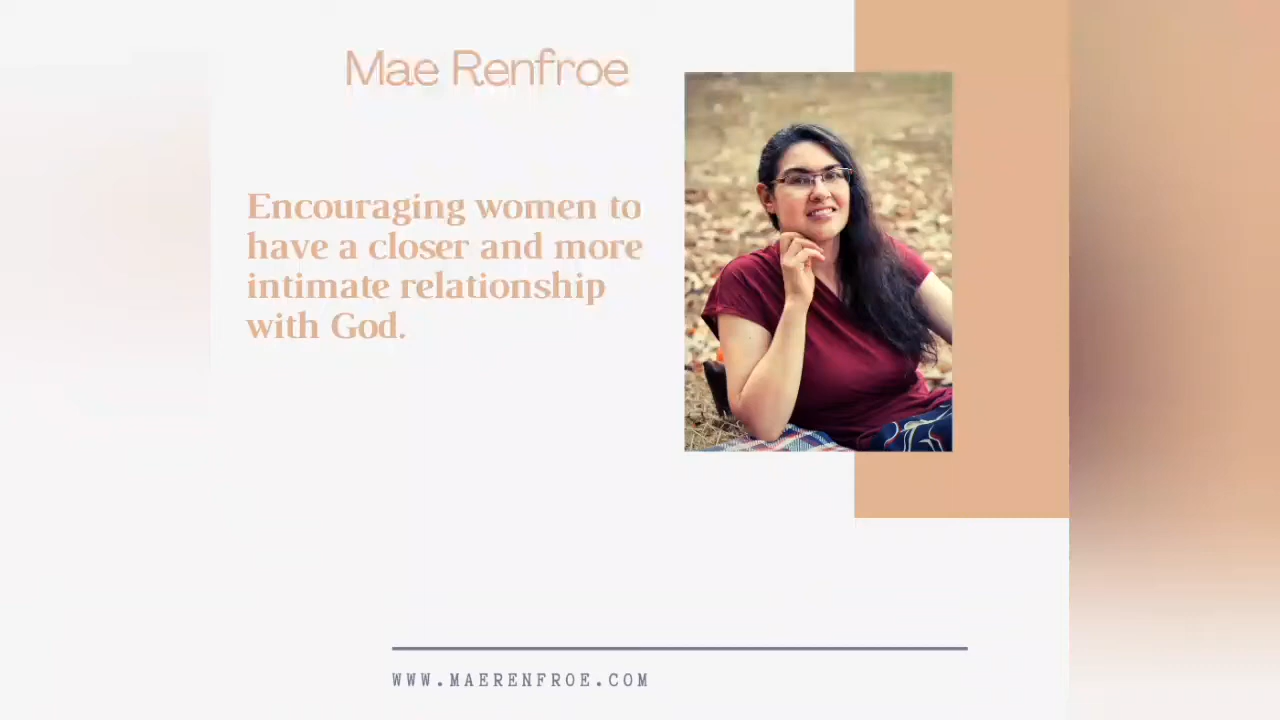 Mae Renfroe
Encouraging women to
have a closer and more
intimate relationship
with God.
WWW.MAERENFROE.COM